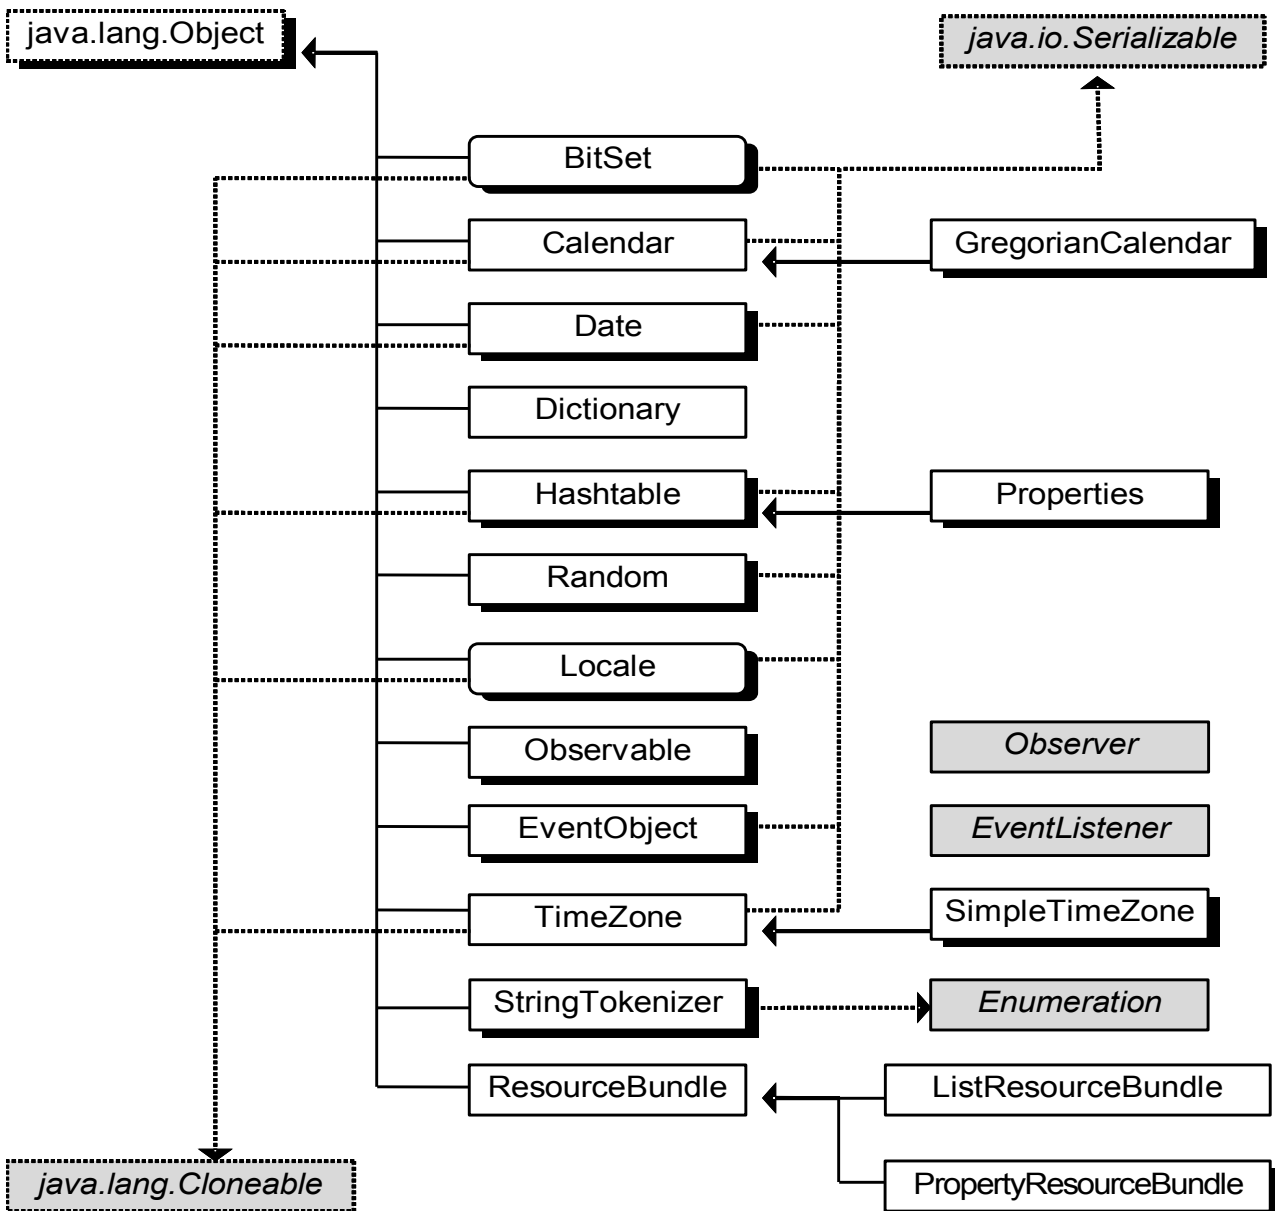 java.lang.Object
java.io.Serializable
BitSet
Calendar
GregorianCalendar
Date
Dictionary
Hashtable
Properties
Random
Locale
Observable
Observer
EventObject
EventListener
TimeZone
SimpleTimeZone
StringTokenizer
Enumeration
ResourceBundle
ListResourceBundle
java.lang.Cloneable
PropertyResourceBundle